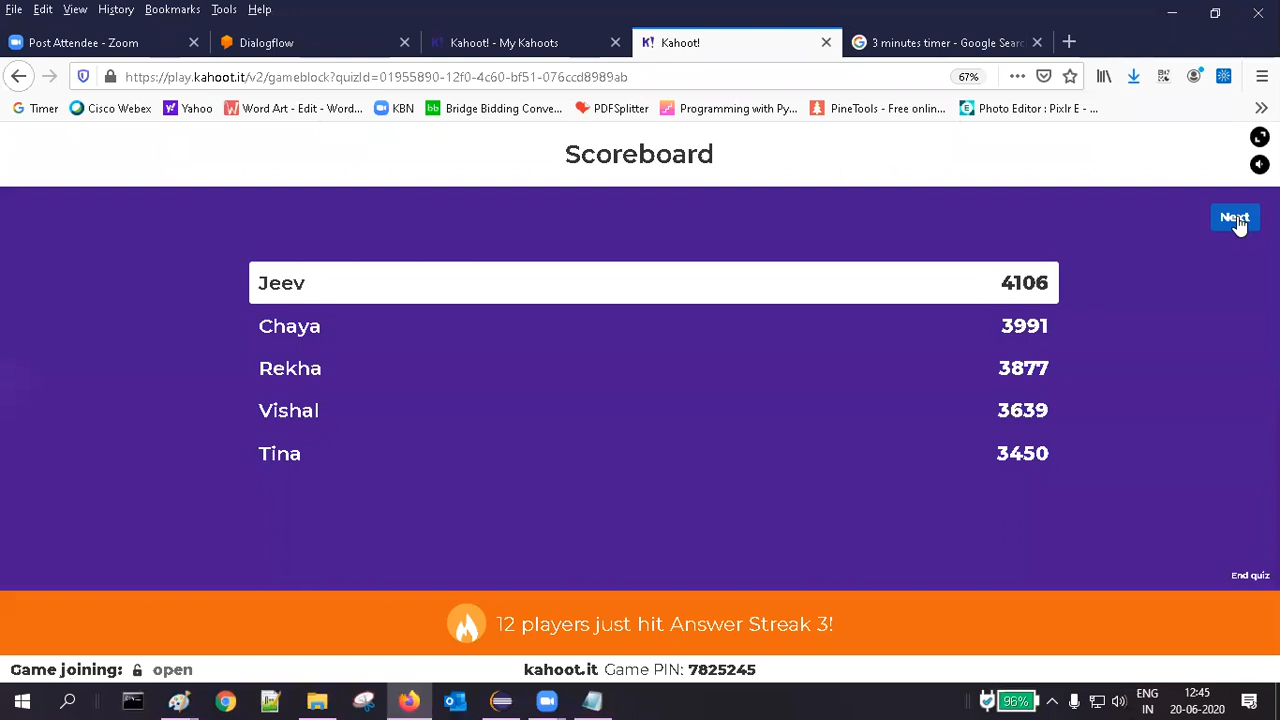 File Edit View History Bookmarks Tools Help
Post Attendee - Zoom Dialogflow Kahoot! - My Kahoots Kahoot! 3 minutes timer - Google Searc
https://play.kahoot.it/v2/gameblock?quizId=01955890-12f0-4c60-bf51-076ccd8989ab 67%
Timer Cisco Webex Yahoo Word Art - Edit - Word... KBN Bridge Bidding Conve... PDFSplitter Programming with Py... PineTools - Free onlin... Photo Editor : Pixlr E - ...
Scoreboard
Next
Jeev 4106
Chaya 3991
Rekha 3877
Vishal 3639
Tina 3450
End quiz
12 players just hit Answer Streak 3!
Game joining: open kahoot.it Game PIN: 7825245
96% ENG 12:45
IN 20-06-2020